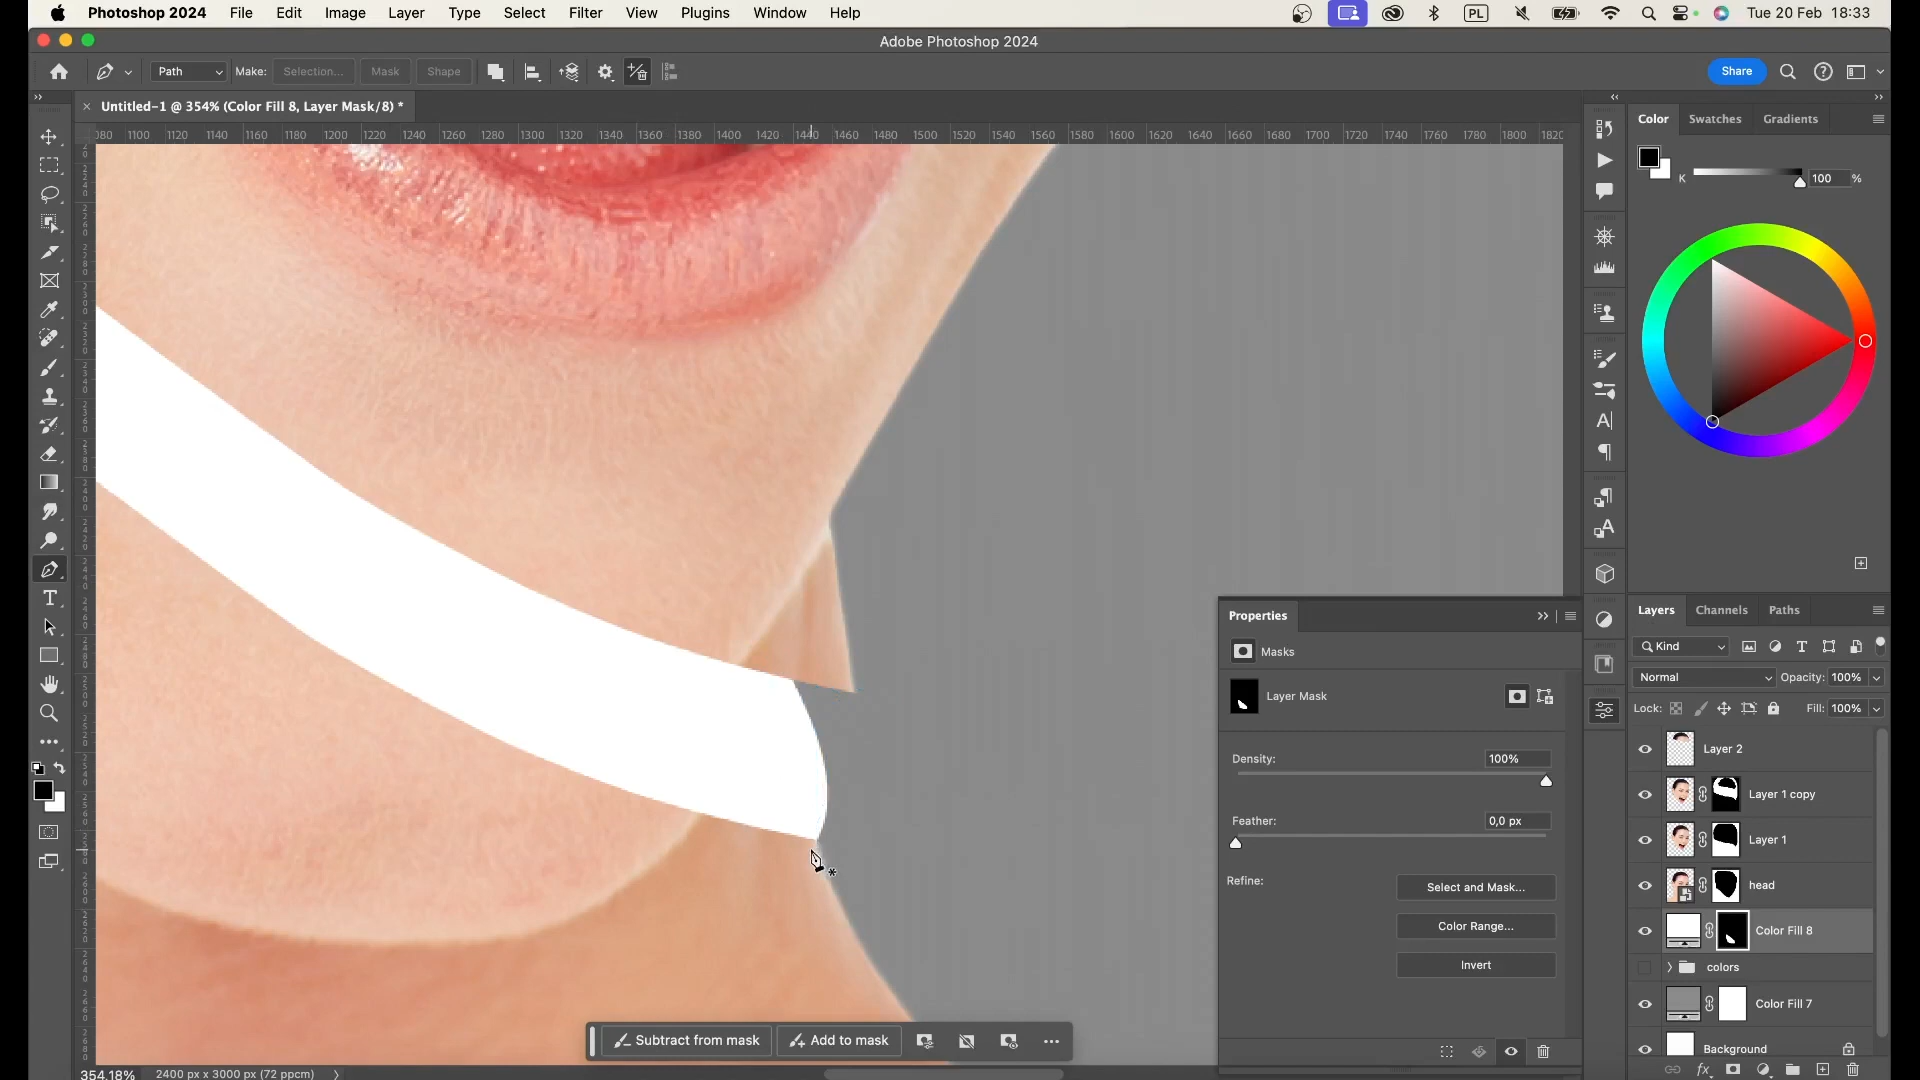 Photoshop 2024 File Edit Image Layer Type Select Filter View Plugins Window Help PL Tue 20 Feb 18:33
Adobe Photoshop 2024
Path Make: Selection... Mask Shape Share
× Untitled-1 @ 354% (Color Fill 8, Layer Mask/8) *
1100 1120 1140 1160 1180 1200 1220 1240 1260 1280 1300 1320 1340 1360 1380 1400 1420 1440 1460 1480 1500 1520 1540 1560 1580 1600 1620 1640 1660 1680 1700 1720 1740 1760 1780 1800
Color Swatches Gradients
K 100 %
Properties
Masks
Layer Mask
Density: 100%
Feather: 0,0 px
Refine: Select and Mask...
Color Range...
Invert
Layers Channels Paths
Kind
Normal Opacity: 100%
Lock: Fill: 100%
Layer 2
Layer 1 copy
Layer 1
head
Color Fill 8
colors
Color Fill 7
Background
Subtract from mask Add to mask
354,18% 2400 px x 3000 px (72 ppcm)